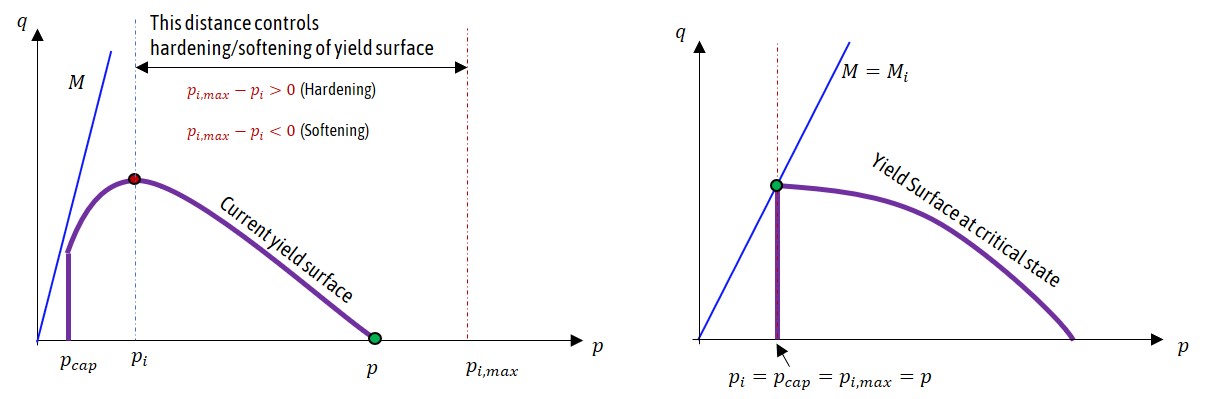 q
This distance controls
hardening/softening of yield surface
M
p_{i,max} − p_i > 0 (Hardening)
p_{i,max} − p_i < 0 (Softening)
Current yield surface
p_{cap}
p_i
p
p_{i,max}
p
q
M = M_i
Yield Surface at critical state
p
p_i = p_{cap} = p_{i,max} = p